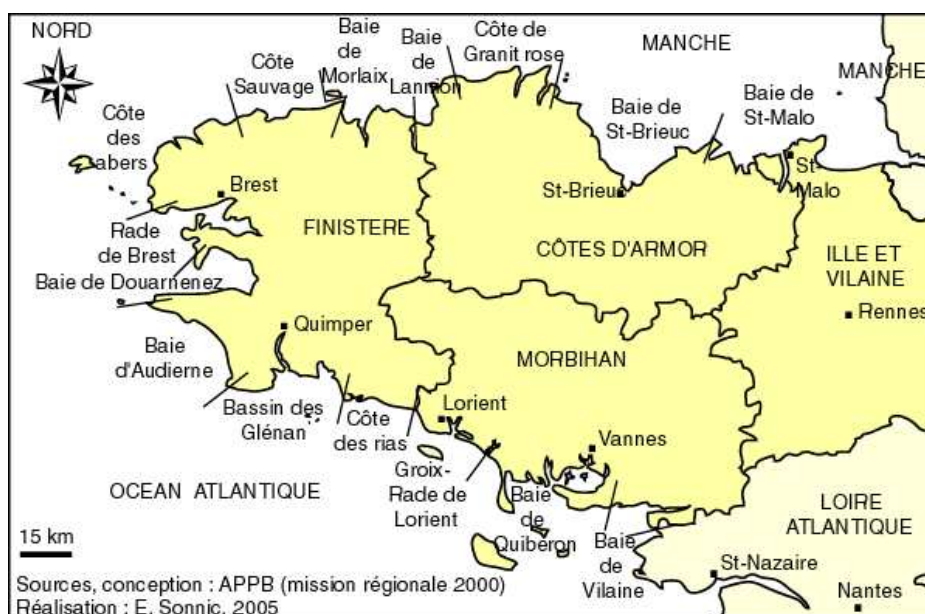 NORD
Baie
de
Morlaix
Baie
de
Lannion
Côte de
Granit rose
MANCHE
MANCHE
Côte
Sauvage
Côte
des
abers
Baie de
St-Brieuc
Baie de
St-Malo
St-
Malo
Brest
St-Brieuc
Rade
de Brest
FINISTERE
CÔTES D'ARMOR
ILLE ET
VILAINE
Baie de Douarnenez
Rennes
Quimper
Baie
d'Audierne
MORBIHAN
Bassin des
Glénan
Côte
des rias
Lorient
Vannes
Groix-
Rade de
Lorient
OCEAN ATLANTIQUE
Baie
de
Quiberon
Baie
de
Vilaine
LOIRE
ATLANTIQUE
15 km
St-Nazaire
Nantes
Sources, conception : APPB (mission régionale 2000)
Réalisation : E. Sonnic, 2005